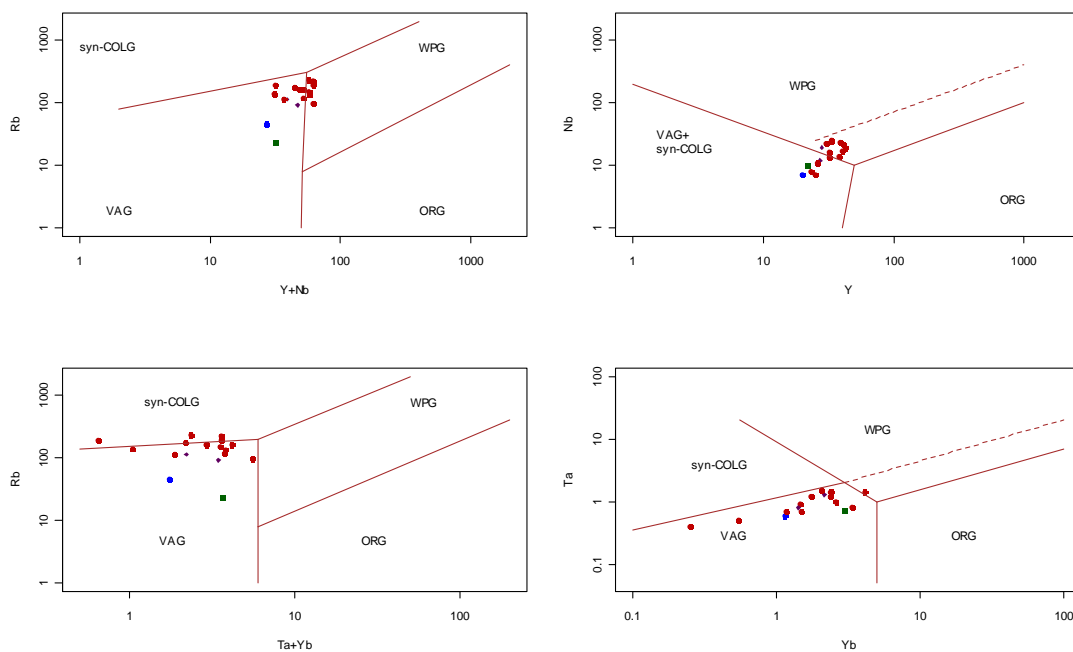 1000
100
10
1
Rb
syn-COLG
WPG
VAG
ORG
1
10
100
1000
Y+Nb
1000
100
10
1
Nb
WPG
VAG+
syn-COLG
ORG
1
10
100
1000
Y
1000
100
10
1
Rb
syn-COLG
WPG
VAG
ORG
1
10
100
Ta+Yb
100
10
1
0.1
Ta
WPG
syn-COLG
VAG
ORG
0.1
1
10
100
Yb